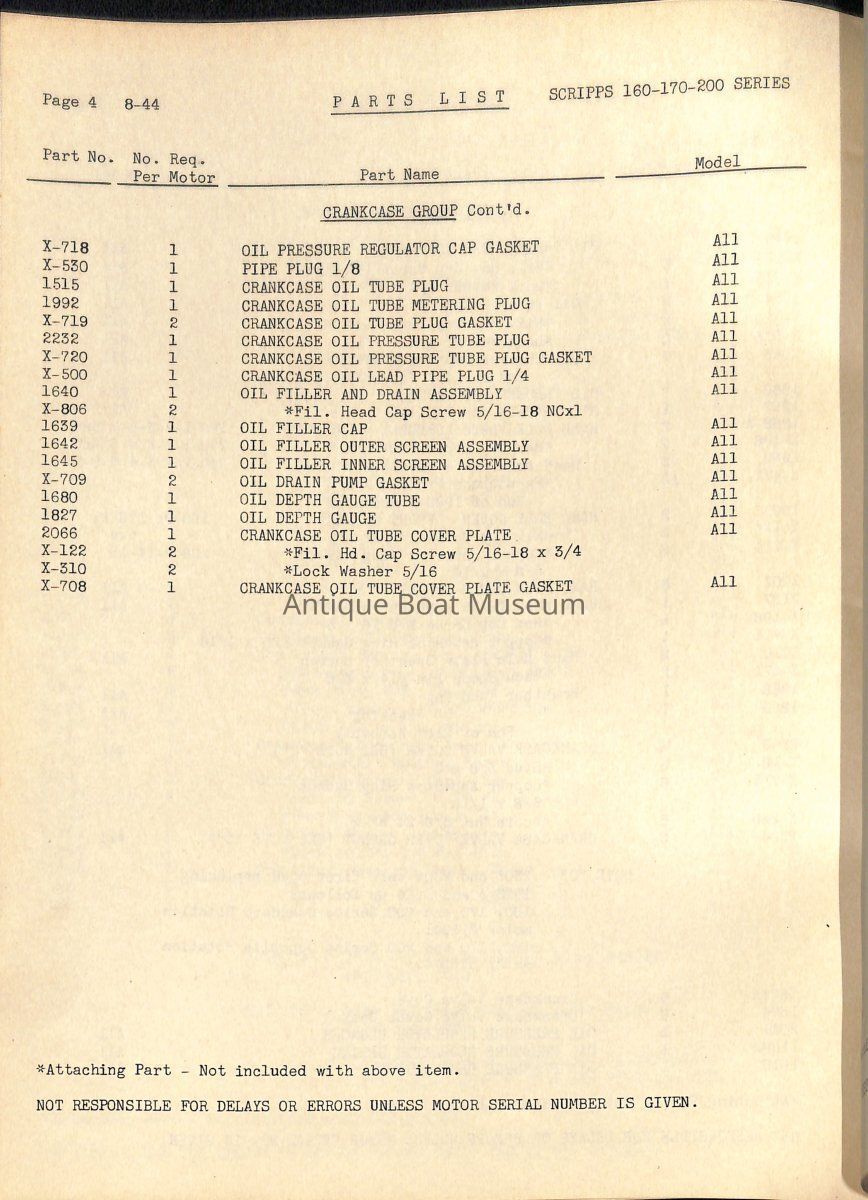 Page 4 8-44 PARTS LIST SCRIPPS 160-170-200 SERIES
Part No. No. Req. Per Motor Part Name Model
CRANKCASE GROUP Cont'd.
X-718 1 OIL PRESSURE REGULATOR CAP GASKET All
X-530 1 PIPE PLUG 1/8 All
1515 1 CRANKCASE OIL TUBE PLUG All
1992 1 CRANKCASE OIL TUBE METERING PLUG All
X-719 2 CRANKCASE OIL TUBE PLUG GASKET All
2232 1 CRANKCASE OIL PRESSURE TUBE PLUG All
X-720 1 CRANKCASE OIL PRESSURE TUBE PLUG GASKET All
X-500 1 CRANKCASE OIL LEAD PIPE PLUG 1/4 All
1640 1 OIL FILLER AND DRAIN ASSEMBLY All
X-806 2 *Fil. Head Cap Screw 5/16-18 NCx1
1639 1 OIL FILLER CAP All
1642 1 OIL FILLER OUTER SCREEN ASSEMBLY All
1645 1 OIL FILLER INNER SCREEN ASSEMBLY All
X-709 2 OIL DRAIN PUMP GASKET All
1680 1 OIL DEPTH GAUGE TUBE All
1827 1 OIL DEPTH GAUGE All
2066 1 CRANKCASE OIL TUBE COVER PLATE All
X-122 2 *Fil. Hd. Cap Screw 5/16-18 x 3/4
X-310 2 *Lock Washer 5/16
X-708 1 CRANKCASE OIL TUBE COVER PLATE GASKET All
Antique Boat Museum
*Attaching Part - Not included with above item.
NOT RESPONSIBLE FOR DELAYS OR ERRORS UNLESS MOTOR SERIAL NUMBER IS GIVEN.